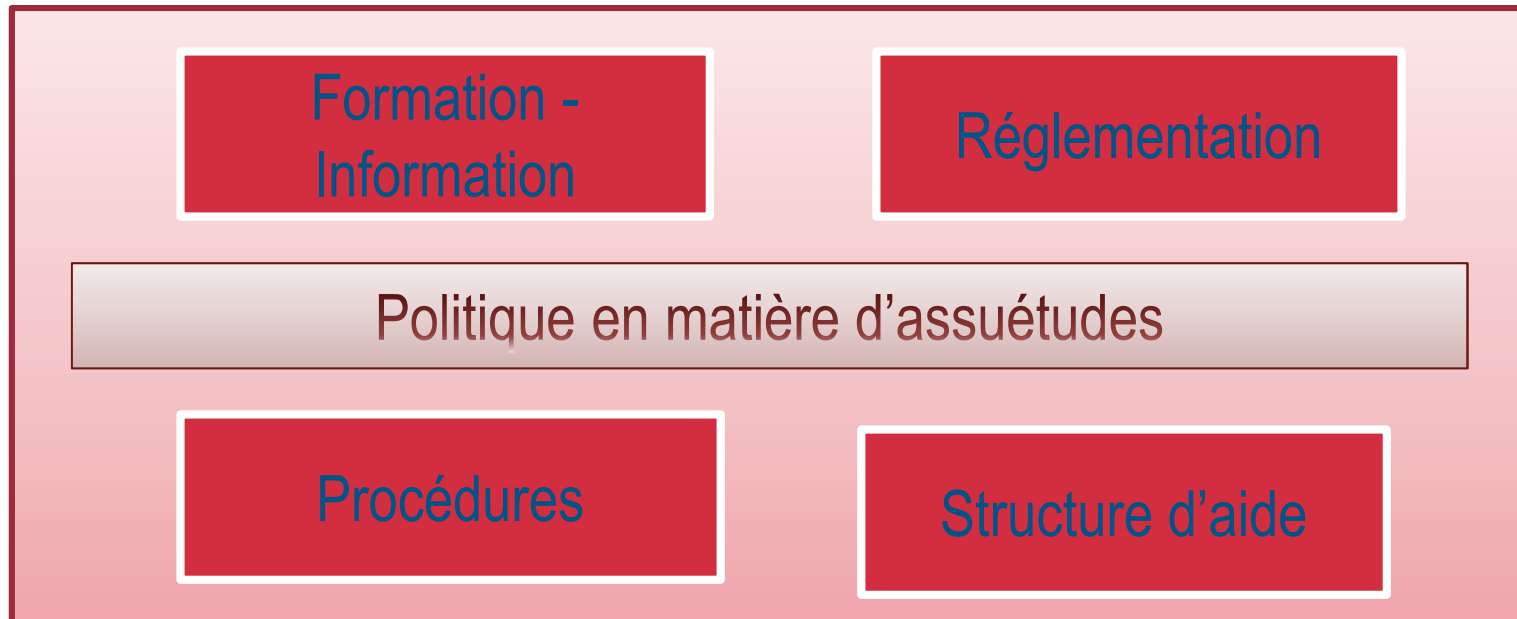 Formation -
Information
Réglementation
Politique en matière d’assuétudes
Procédures
Structure d’aide